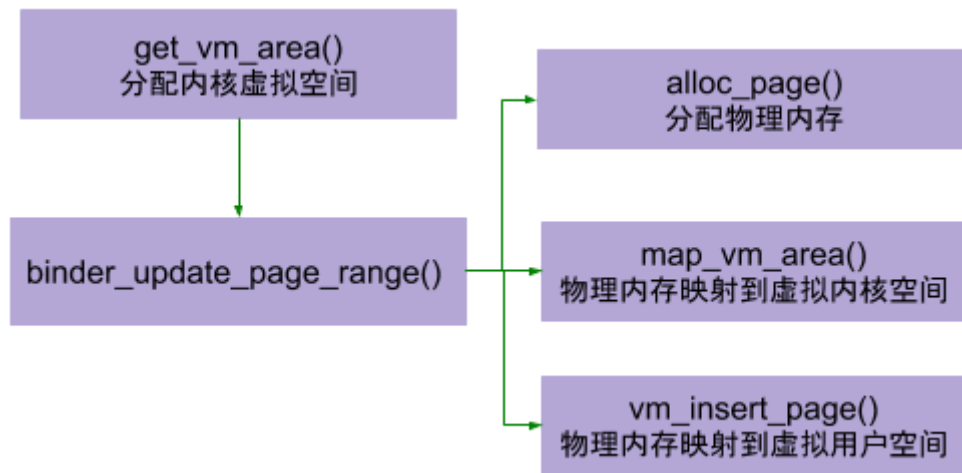 get_vm_area()
分配内核虚拟空间
binder_update_page_range()
alloc_page()
分配物理内存
map_vm_area()
物理内存映射到虚拟内核空间
vm_insert_page()
物理内存映射到虚拟用户空间